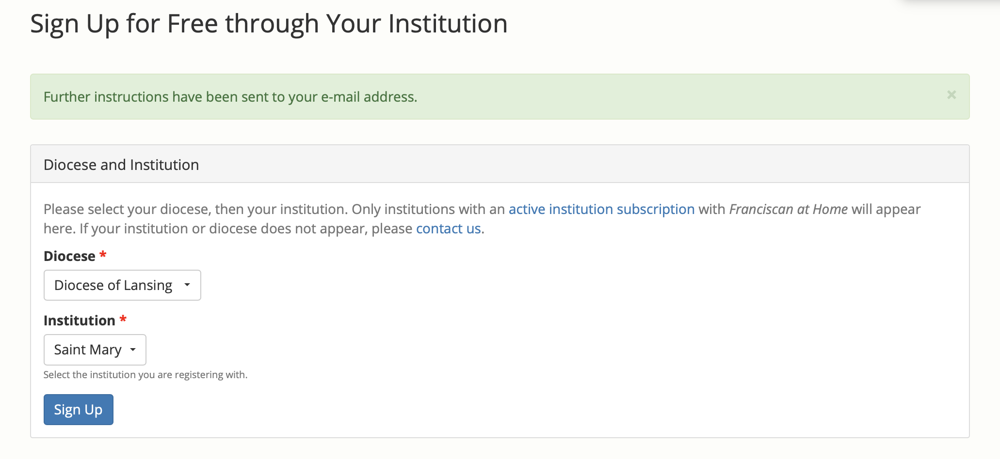 Sign Up for Free through Your Institution
Further instructions have been sent to your e-mail address.
×
Diocese and Institution
Please select your diocese, then your institution. Only institutions with an active institution subscription with Franciscan at Home will appear
here. If your institution or diocese does not appear, please contact us.
Diocese *
Diocese of Lansing
Institution *
Saint Mary
Select the institution you are registering with.
Sign Up